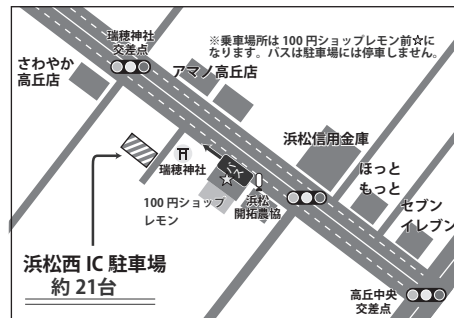 瑞穂神社
交差点
※乗車場所は100円ショップレモン前☆に
なります。バスは駐車場には停車しません。
さわやか
高丘店
アマノ高丘店
浜松信用金庫
瑞穂神社
バス
ほっと
もっと
100円ショップ
レモン
浜松
開拓農協
セブン
イレブン
浜松西IC駐車場
約21台
高丘中央
交差点